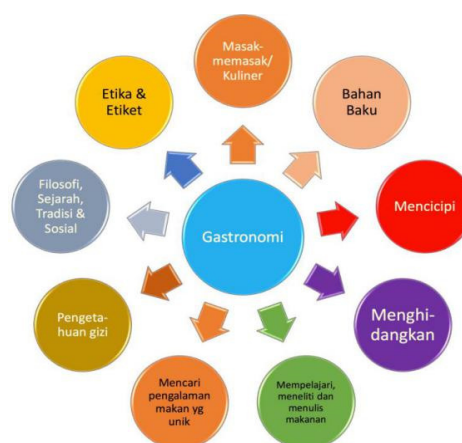 Masak-
memasak/
Kuliner
Bahan
Baku
Mencicipi
Menghi-
dangkan
Mempelajari,
meneliti dan
menulis
makanan
Mencari
pengalaman
makan yg
unik
Pengeta-
huan gizi
Filosofi,
Sejarah,
Tradisi &
Sosial
Etika &
Etiket
Gastronomi